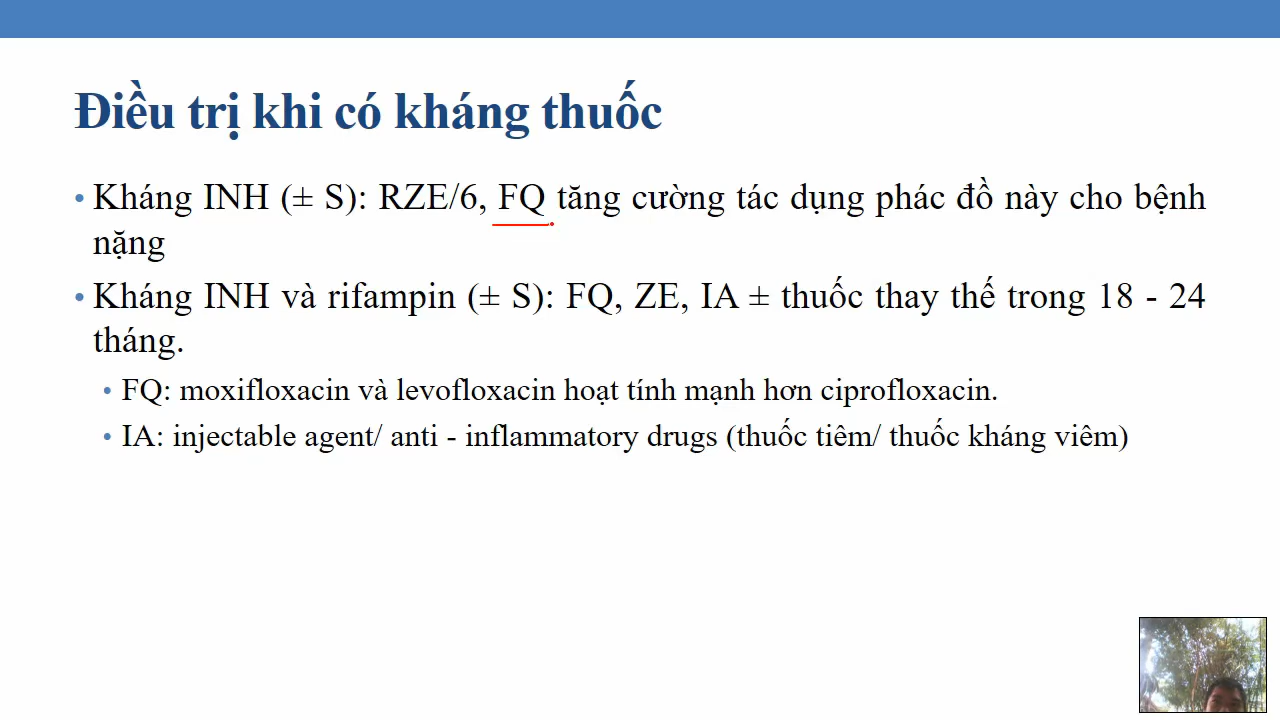 Điều trị khi có kháng thuốc
• Kháng INH (± S): RZE/6, FQ tăng cường tác dụng phác đồ này cho bệnh
nặng
• Kháng INH và rifampin (± S): FQ, ZE, IA ± thuốc thay thế trong 18 - 24
tháng.
• FQ: moxifloxacin và levofloxacin hoạt tính mạnh hơn ciprofloxacin.
• IA: injectable agent/ anti - inflammatory drugs (thuốc tiêm/ thuốc kháng viêm)